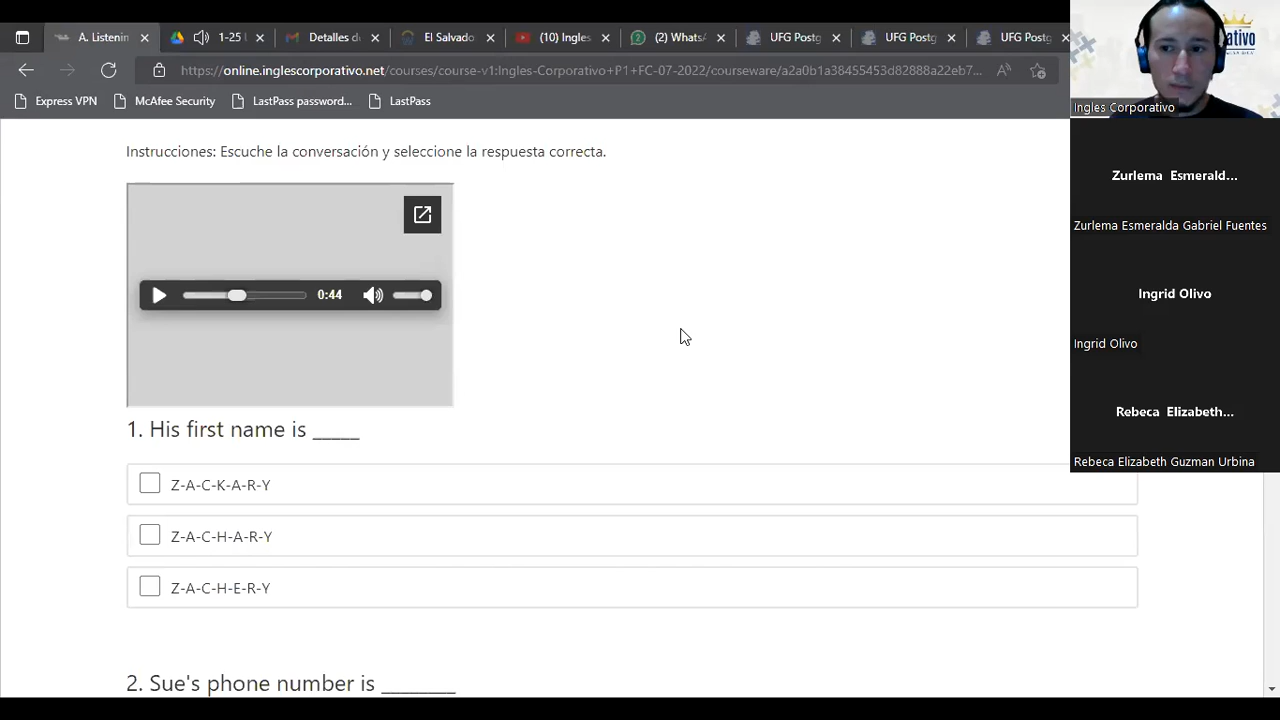 A. Listenin
1-25
Detalles d
El Salvado
(10) Ingles
(2) WhatsA
UFG Postg
UFG Postg
UFG Postg
https://online.inglescorporativo.net/courses/course-v1:Ingles-Corporativo+P1+FC-07-2022/courseware/a2a0b1a38455453d82888a22eb7...
Express VPN
McAfee Security
LastPass password...
LastPass
Instrucciones: Escuche la conversación y seleccione la respuesta correcta.
0:44
1. His first name is _____
Z-A-C-K-A-R-Y
Z-A-C-H-A-R-Y
Z-A-C-H-E-R-Y
2. Sue's phone number is ________
Ingles Corporativo
Zurlema Esmerald...
Zurlema Esmeralda Gabriel Fuentes
Ingrid Olivo
Ingrid Olivo
Rebeca Elizabeth...
Rebeca Elizabeth Guzman Urbina